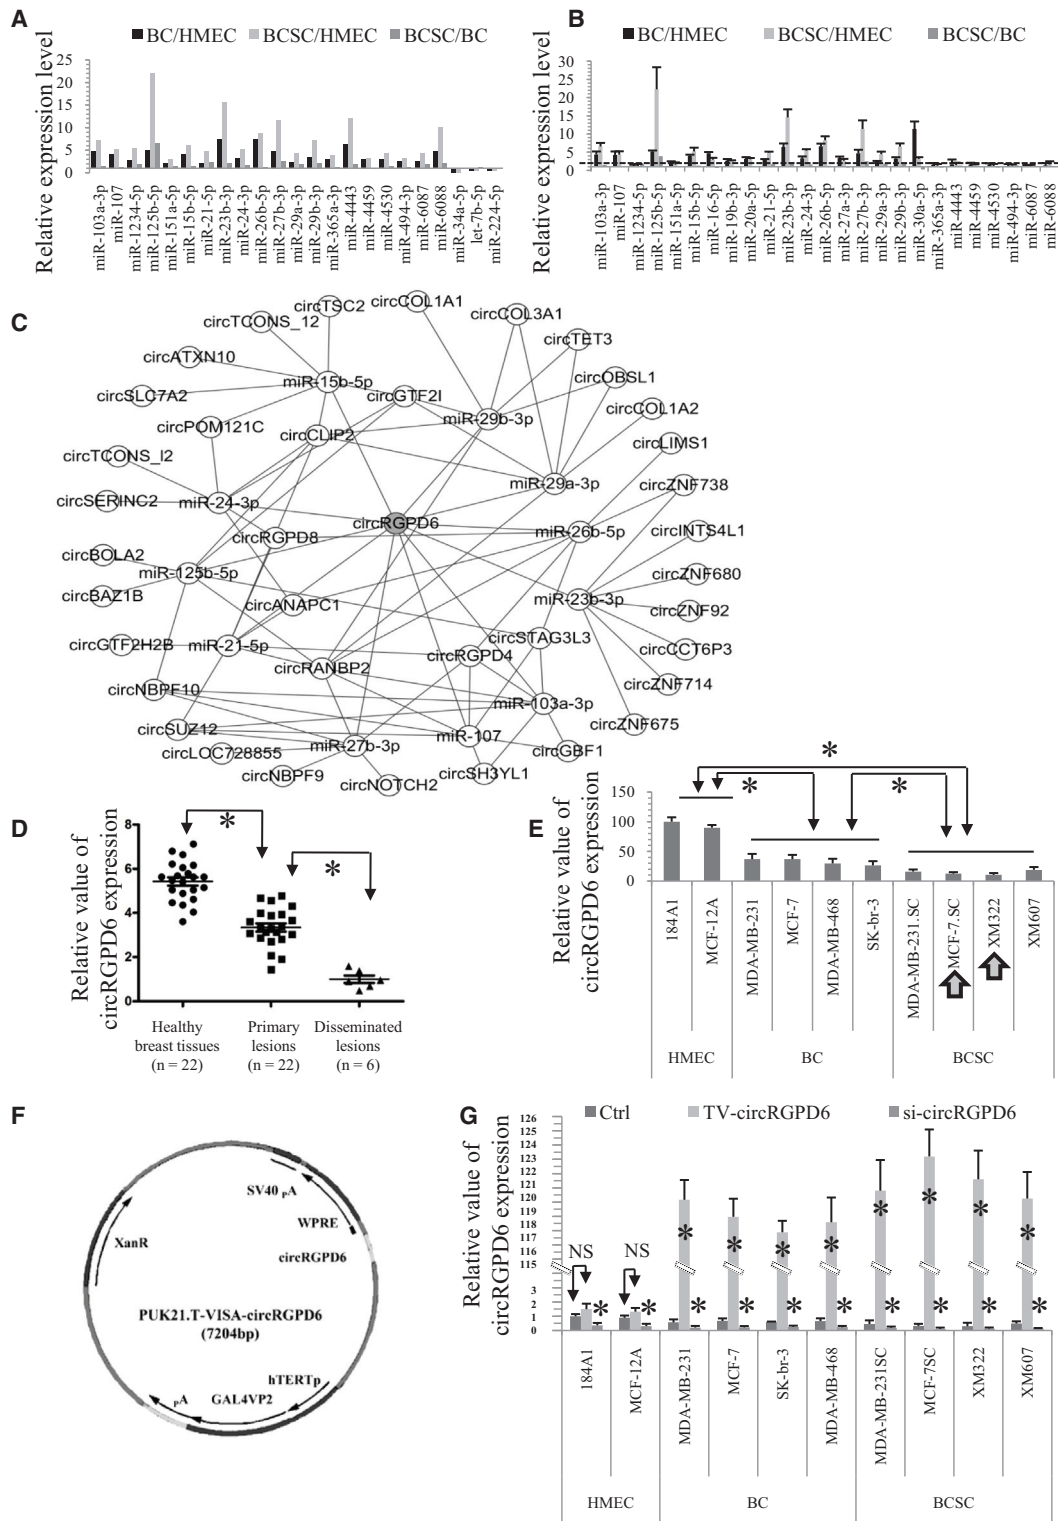 A
BC/HMEC BCSC/HMEC BCSC/BC
Relative expression level
25
20
15
10
5
0
miR-103a-3p
miR-107
miR-1234-5p
miR-125b-5p
miR-151a-5p
miR-15b-5p
miR-21-5p
miR-23b-3p
miR-24-3p
miR-26b-5p
miR-27b-3p
miR-29a-3p
miR-29b-3p
miR-365a-3p
miR-4443
miR-4459
miR-4530
miR-494-3p
miR-6087
miR-6088
miR-34a-5p
let-7b-5p
miR-224-5p
B
BC/HMEC BCSC/HMEC BCSC/BC
Relative expression level
30
25
20
15
10
5
0
miR-103a-3p
miR-107
miR-1234-5p
miR-125b-5p
miR-151a-5p
miR-15b-5p
miR-16-5p
miR-19b-3p
miR-20a-5p
miR-21-5p
miR-23b-3p
miR-24-3p
miR-26b-5p
miR-27a-3p
miR-27b-3p
miR-29a-3p
miR-29b-3p
miR-30a-5p
miR-365a-3p
miR-4443
miR-4459
miR-4530
miR-494-3p
miR-6087
miR-6088
C
circTSC2
circCOL1A1
circTCONS_12
circCOL3A1
circTET3
circATXN10
miR-15b-5p
circOBSL1
circSLC7A2
circGTF2I
circCOL1A2
miR-29b-3p
circPOM121C
circCLIP2
circLIMS1
circTCONS_I2
miR-29a-3p
circZNF738
circSERINC2
miR-24-3p
circRGPD6
miR-26b-5p
circINTS4L1
circRGPD8
circBOLA2
miR-125b-5p
circZNF680
circBAZ1B
circANAPC1
miR-23b-3p
circZNF92
circGTF2H2B
miR-21-5p
circSTAG3L3
circCCT6P3
circRGPD4
circRANBP2
circZNF714
circNBPF10
miR-103a-3p
circZNF675
circSUZ12
miR-107
circLOC728855
miR-27b-3p
circGBF1
circNBPF9
circNOTCH2
circSH3YL1
D
Relative value of
circRGPD6 expression
8
6
4
2
0
* *
Healthy
breast tissues
(n = 22)
Primary
lesions
(n = 22)
Disseminated
lesions
(n = 6)
E
Relative value of
circRGPD6 expression
150
100
50
0
*
* *
184A1
MCF-12A
MDA-MB-231
MCF-7
MDA-MB-468
SK-br-3
MDA-MB-231.SC
MCF-7.SC
XM322
XM607
HMEC BC BCSC
F
SV40 pA
WPRE
circRGPD6
XanR
PUK21.T-VISA-circRGPD6
(7204bp)
hTERTp
GAL4VP2
pA
G
Ctrl TV-circRGPD6 si-circRGPD6
Relative value of
circRGPD6 expression
126
125
124
123
122
121
120
119
118
117
116
115
3
2
1
0
NS NS
* * * * * * * *
* * * * * * * * * *
184A1
MCF-12A
MDA-MB-231
MCF-7
SK-br-3
MDA-MB-468
MDA-MB-231SC
MCF-7SC
XM322
XM607
HMEC BC BCSC